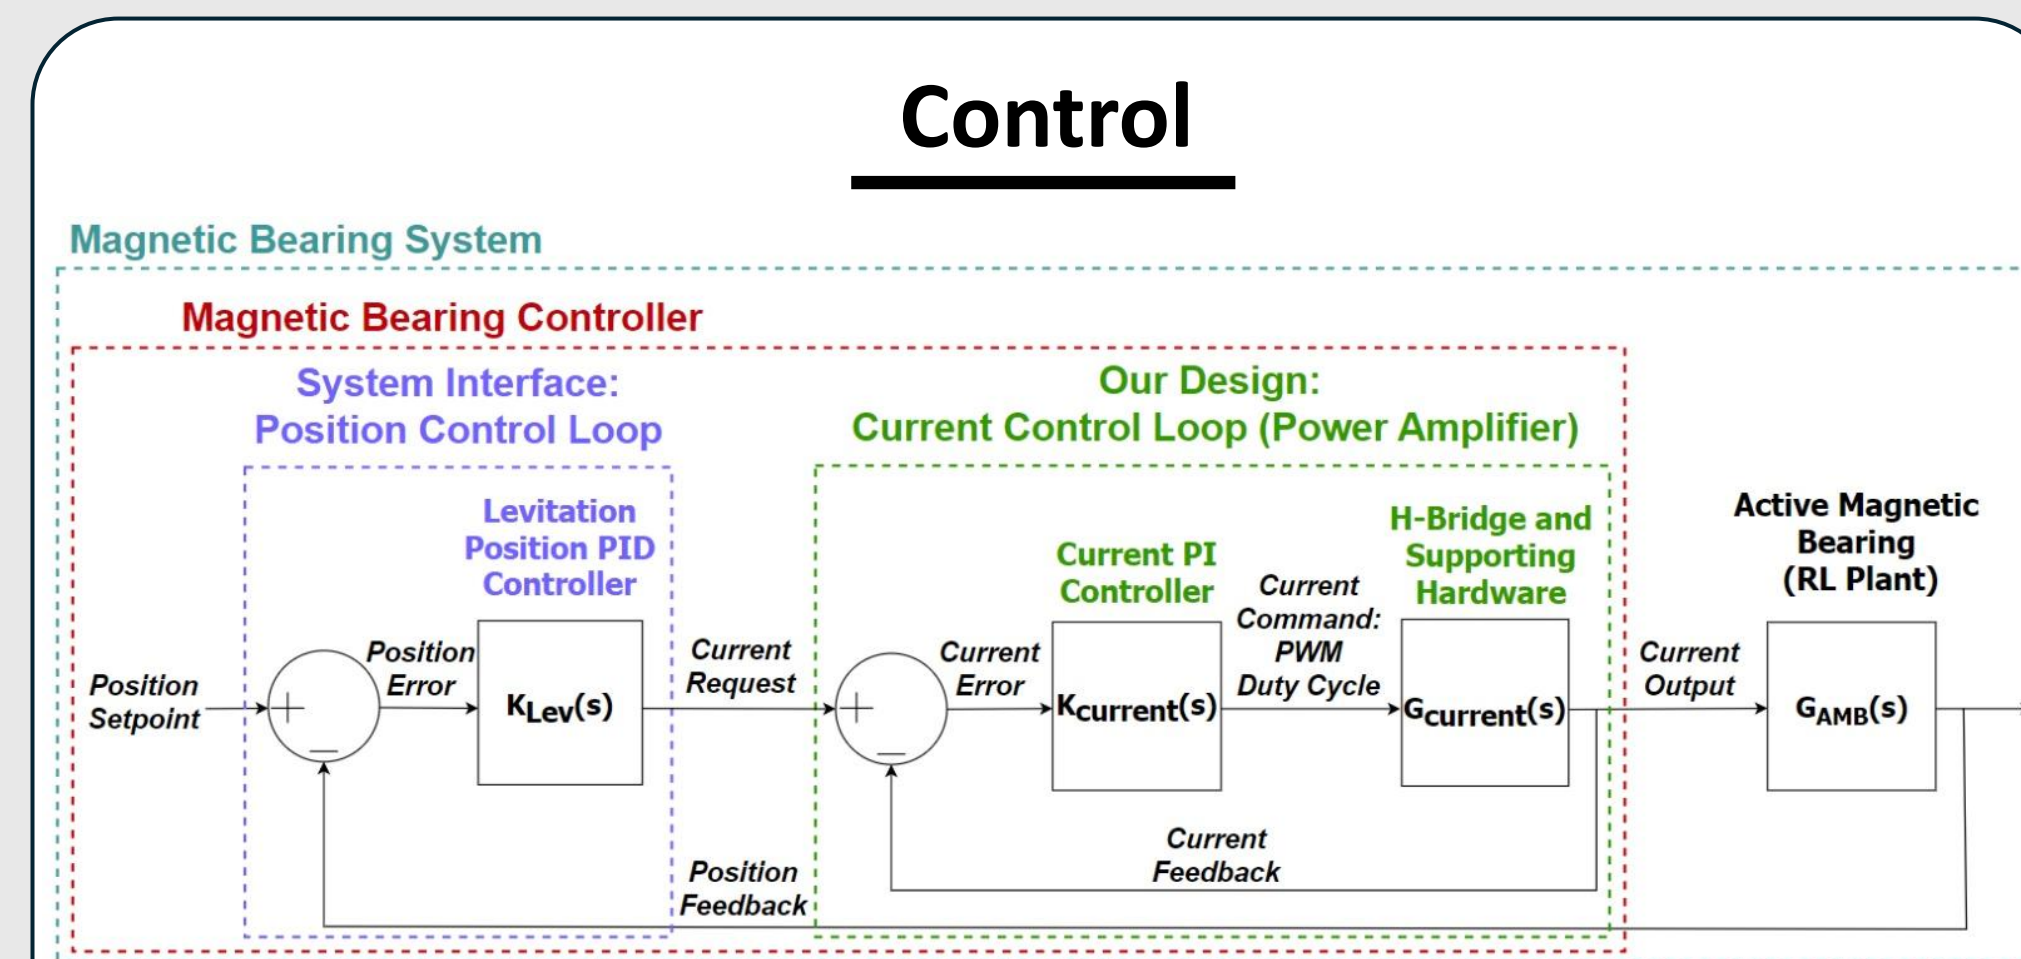 Control
Magnetic Bearing System
Magnetic Bearing Controller
System Interface:
Position Control Loop
Our Design:
Current Control Loop (Power Amplifier)
Levitation
Position PID
Controller
Current PI
Controller
H-Bridge and
Supporting
Hardware
Active Magnetic
Bearing
(RL Plant)
Position
Setpoint
+
−
Position
Error
KLev(s)
Current
Request
+
−
Current
Error
Kcurrent(s)
Current
Command:
PWM
Duty Cycle
Gcurrent(s)
Current
Output
GAMB(s)
Current
Feedback
Position
Feedback